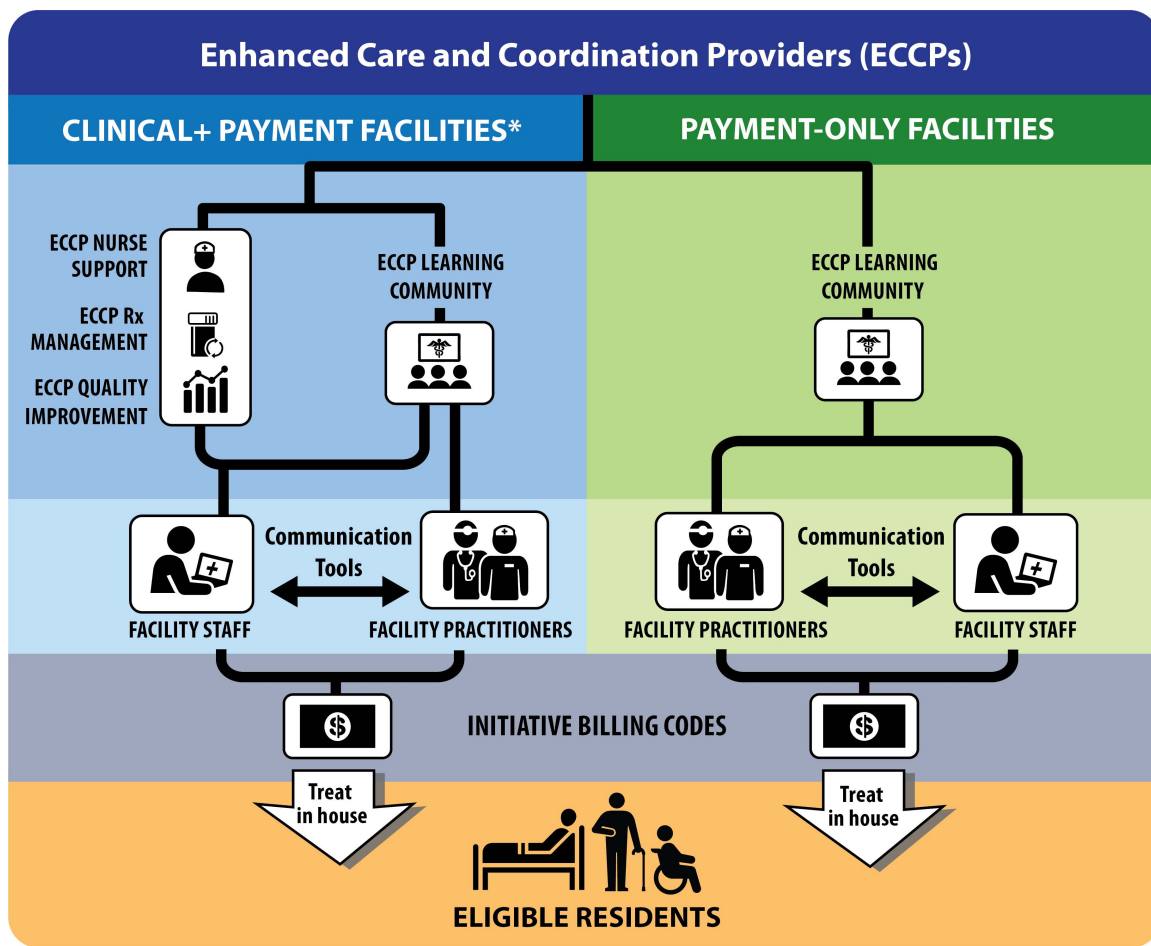 Enhanced Care and Coordination Providers (ECCPs)
CLINICAL+ PAYMENT FACILITIES*
PAYMENT-ONLY FACILITIES
ECCP NURSE
SUPPORT
ECCP Rx
MANAGEMENT
ECCP QUALITY
IMPROVEMENT
ECCP LEARNING
COMMUNITY
ECCP LEARNING
COMMUNITY
Communication
Tools
FACILITY STAFF
FACILITY PRACTITIONERS
Communication
Tools
FACILITY PRACTITIONERS
FACILITY STAFF
$
INITIATIVE BILLING CODES
$
Treat
in house
Treat
in house
ELIGIBLE RESIDENTS